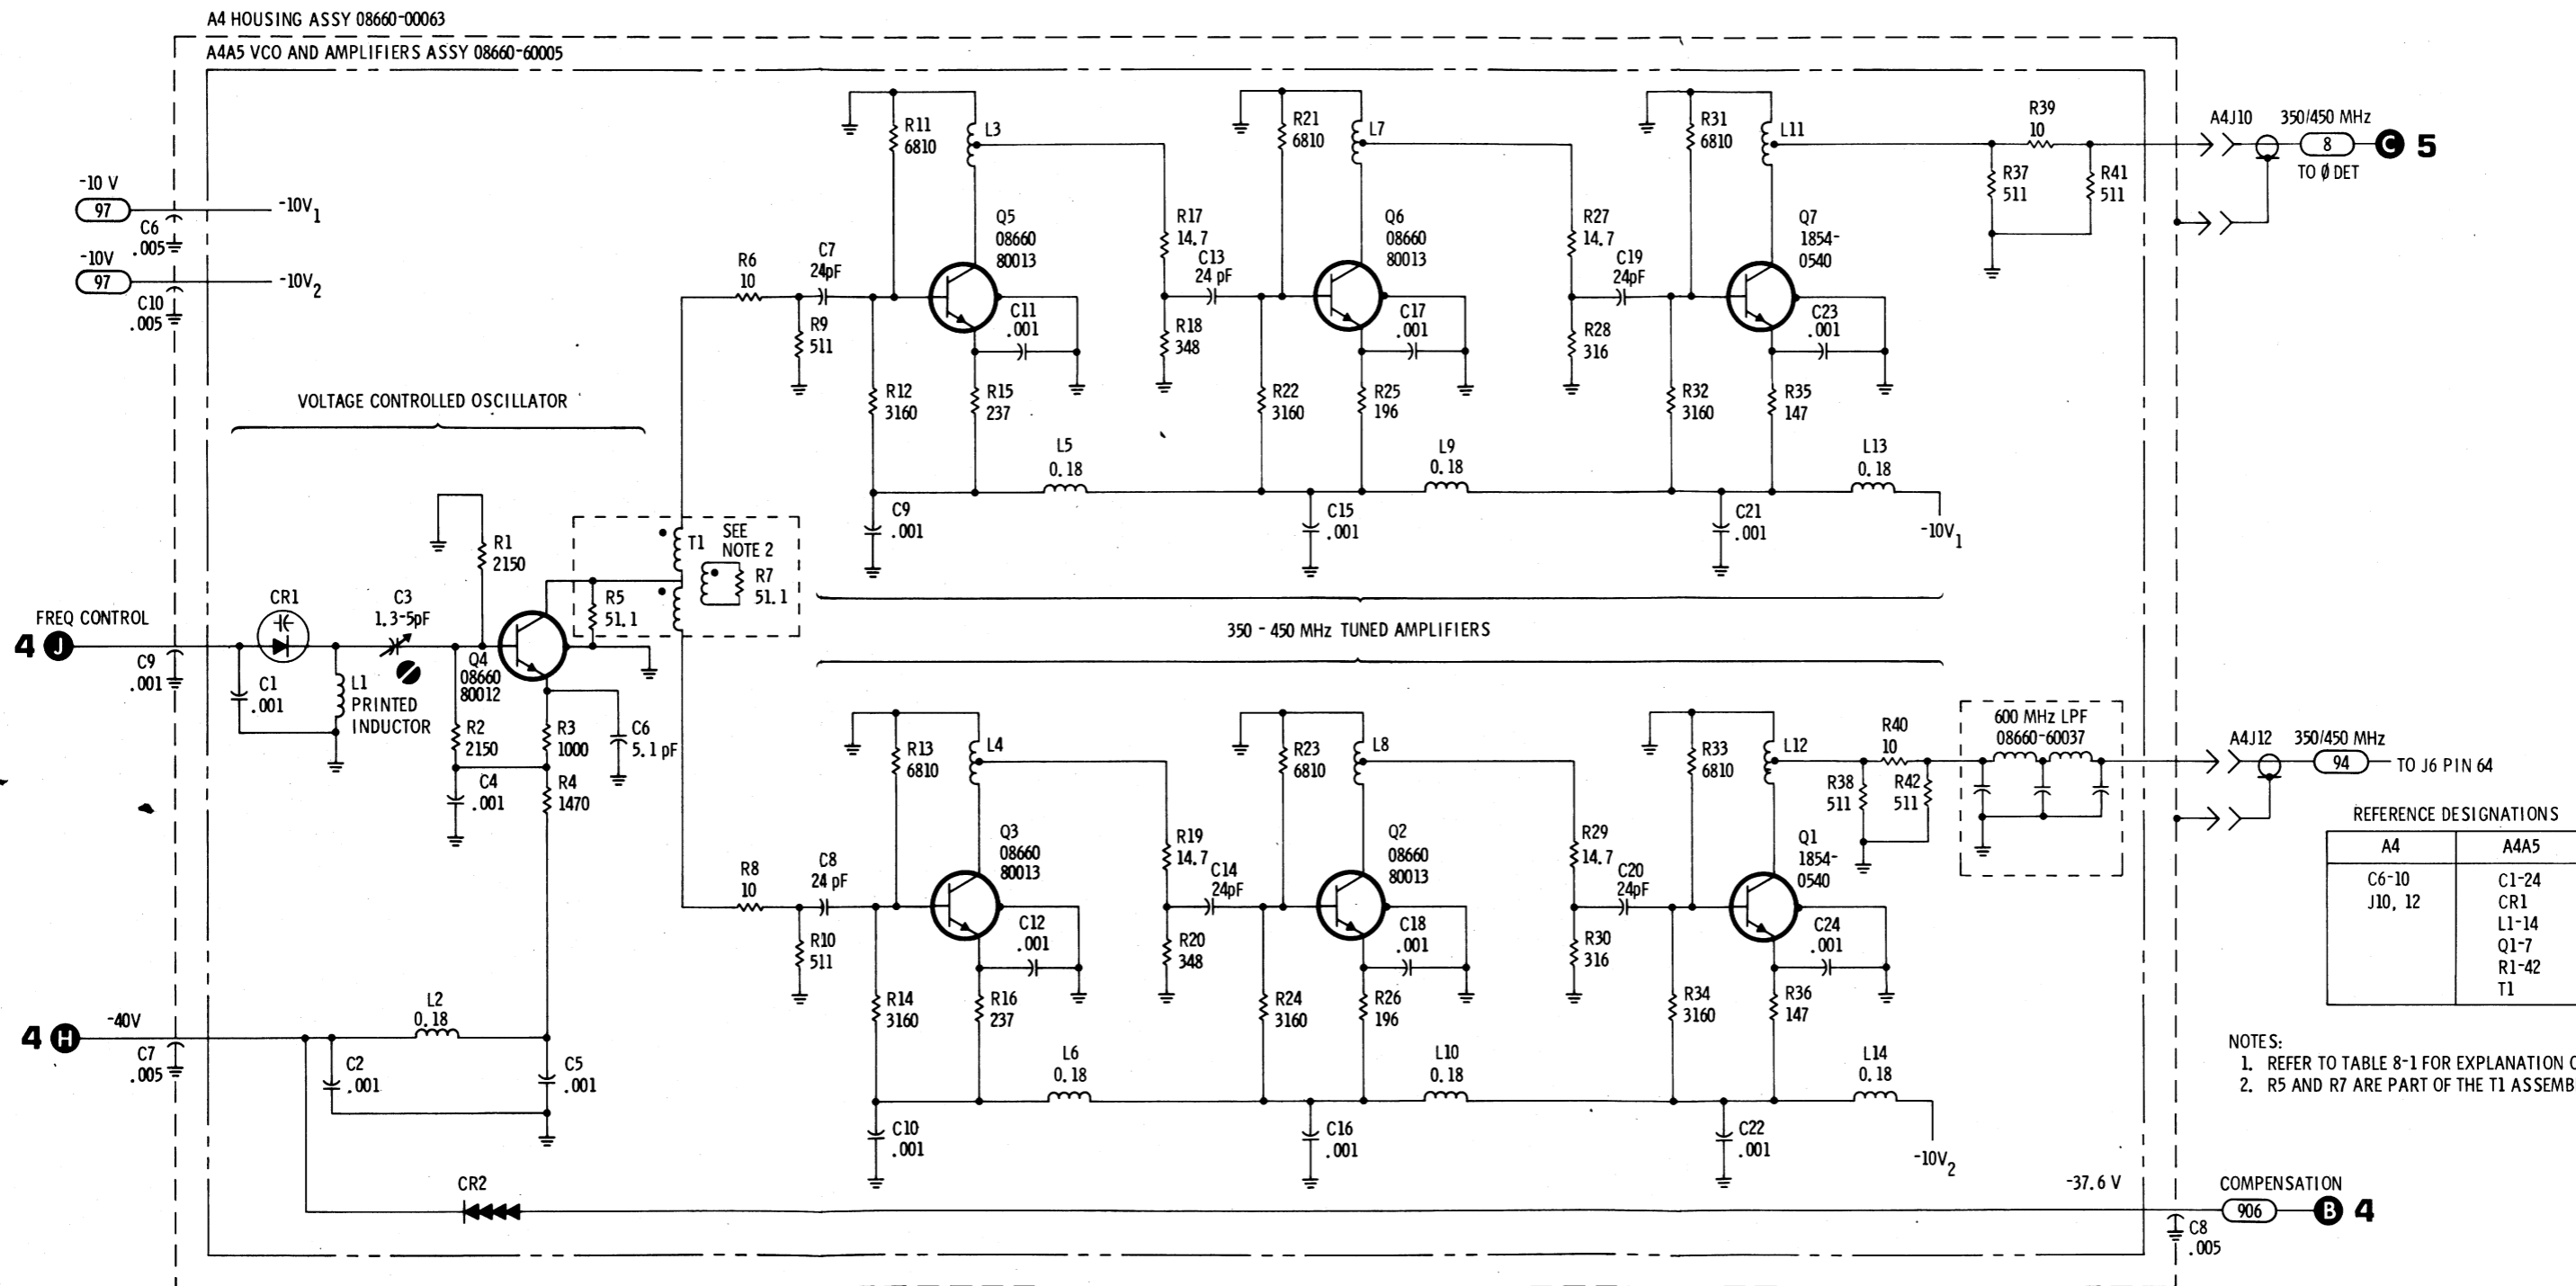 A4 HOUSING ASSY 08660-00063
A4A5 VCO AND AMPLIFIERS ASSY 08660-60005
-10 V
97
C6
.005
-10V1
-10V
97
C10
.005
-10V2
R11
6810
L3
R6
10
C7
24pF
R9
511
Q5
08660
80013
C11
.001
R12
3160
R15
237
L5
0.18
C9
.001
R17
14.7
C13
24 pF
R18
348
R21
6810
L7
Q6
08660
80013
C17
.001
R22
3160
R25
196
L9
0.18
C15
.001
R27
14.7
C19
24pF
R28
316
R31
6810
L11
Q7
1854-
0540
C23
.001
R32
3160
R35
147
L13
0.18
C21
.001
-10V1
R39
10
R37
511
R41
511
A4J10
350/450 MHz
8
C 5
TO Ø DET
VOLTAGE CONTROLLED OSCILLATOR
FREQ CONTROL
4 J
C9
.001
CR1
C1
.001
L1
PRINTED
INDUCTOR
C3
1.3-5pF
R1
2150
Q4
08660
80012
R2
2150
R3
1000
C6
5.1 pF
C4
.001
R4
1470
R5
51.1
T1
SEE
NOTE 2
R7
51.1
350 - 450 MHz TUNED AMPLIFIERS
R13
6810
L4
R8
10
C8
24 pF
R10
511
Q3
08660
80013
C12
.001
R14
3160
R16
237
L6
0.18
C10
.001
R19
14.7
C14
24pF
R20
348
R23
6810
L8
Q2
08660
80013
C18
.001
R24
3160
R26
196
L10
0.18
C16
.001
R29
14.7
C20
24pF
R30
316
R33
6810
L12
Q1
1854-
0540
C24
.001
R34
3160
R36
147
L14
0.18
C22
.001
-10V2
R40
10
R38
511
R42
511
600 MHz LPF
08660-60037
A4J12
350/450 MHz
94
TO J6 PIN 64
REFERENCE DESIGNATIONS
A4
A4A5
C6-10
J10, 12
C1-24
CR1
L1-14
Q1-7
R1-42
T1
NOTES:
1. REFER TO TABLE 8-1 FOR EXPLANATION
2. R5 AND R7 ARE PART OF THE T1 ASSEMB
4 H
-40V
C7
.005
L2
0.18
C2
.001
C5
.001
CR2
-37.6 V
COMPENSATION
906
B 4
C8
.005